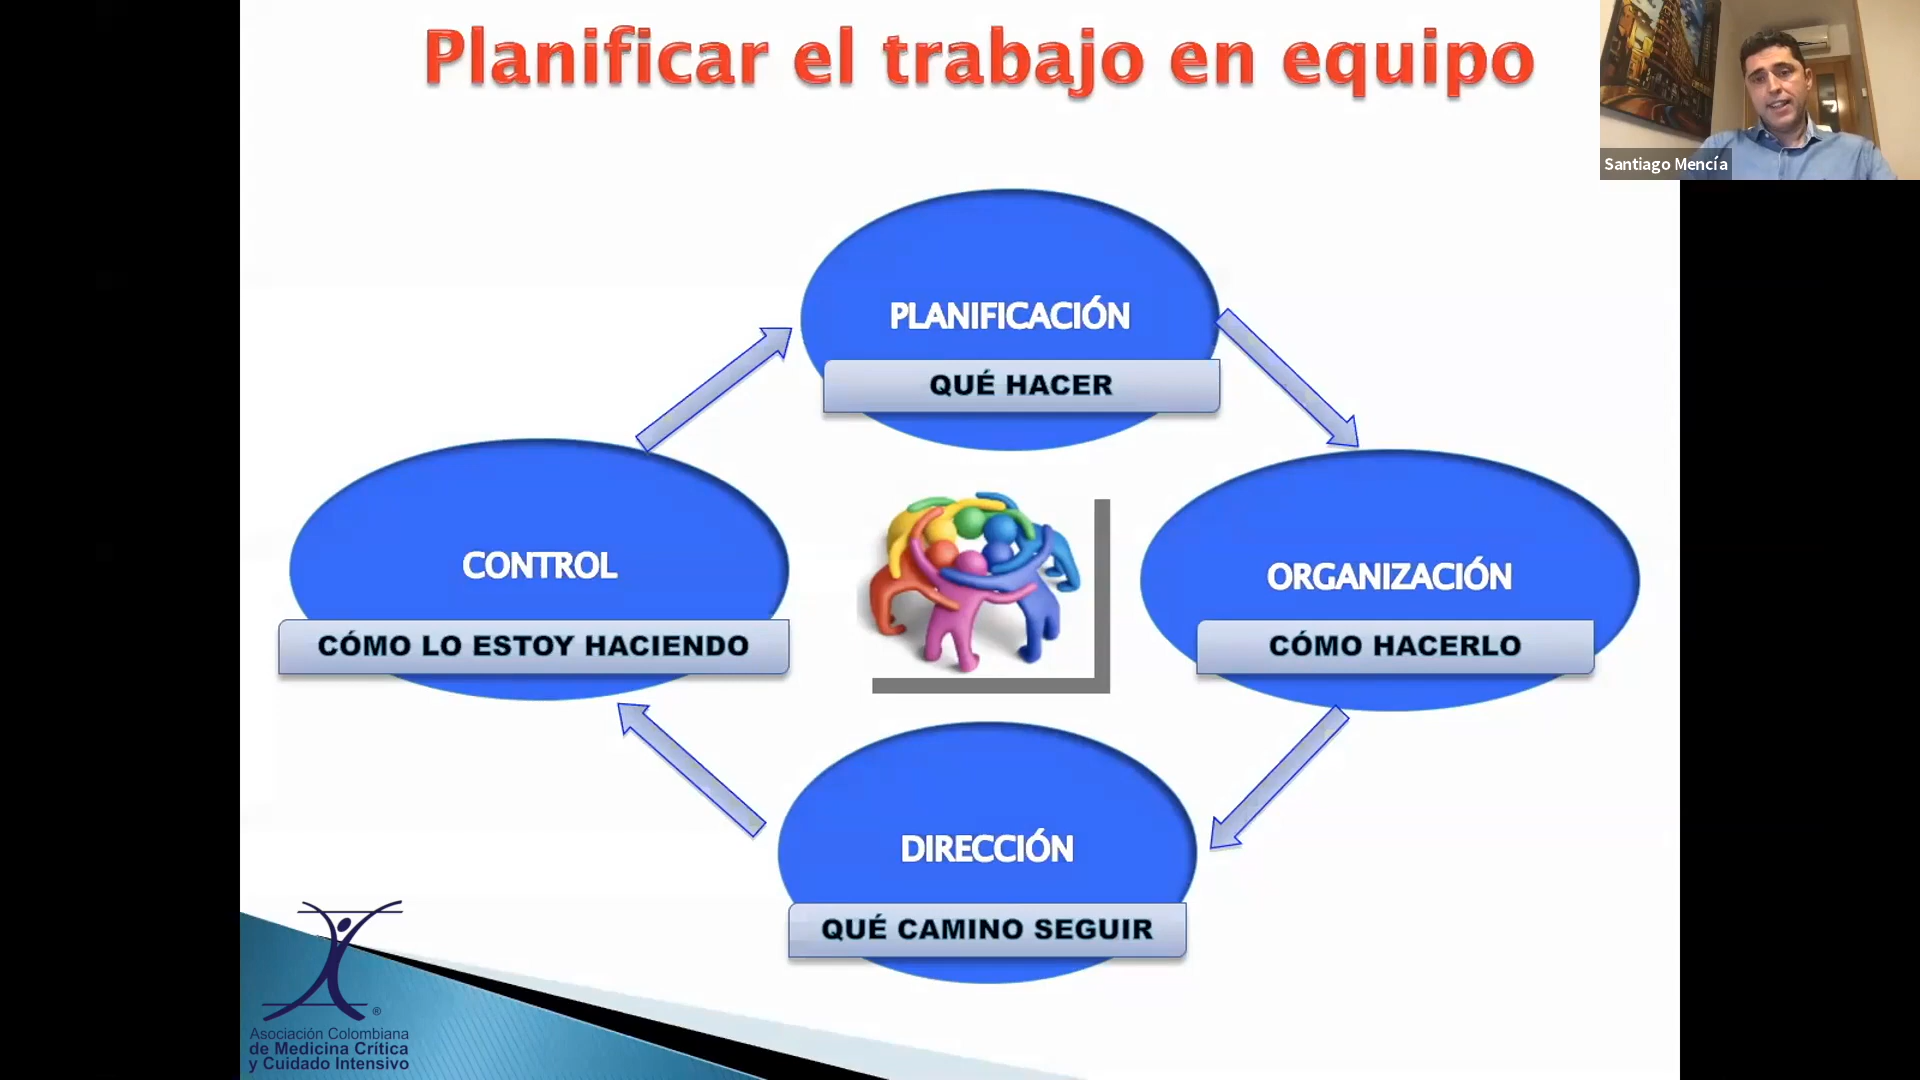 Planificar el trabajo en equipo
Santiago Mencía
PLANIFICACIÓN
QUÉ HACER
CONTROL
CÓMO LO ESTOY HACIENDO
ORGANIZACIÓN
CÓMO HACERLO
DIRECCIÓN
QUÉ CAMINO SEGUIR
®
Asociación Colombiana
de Medicina Crítica
y Cuidado Intensivo